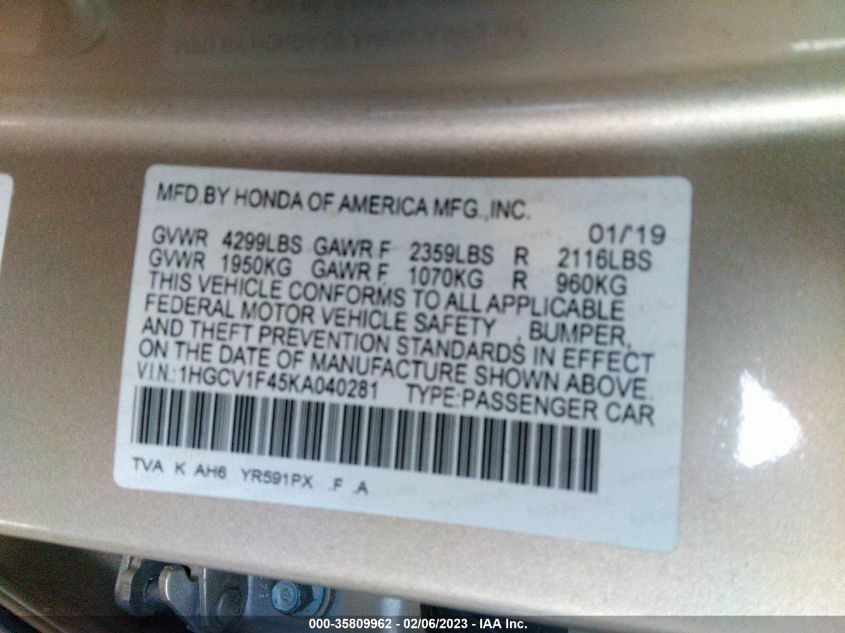 MFD.BY HONDA OF AMERICA MFG.,INC.
01/'19
GVWR 4299LBS GAWR F 2359LBS R 2116LBS
GVWR 1950KG GAWR F 1070KG R 960KG
THIS VEHICLE CONFORMS TO ALL APPLICABLE
FEDERAL MOTOR VEHICLE SAFETY , BUMPER,
AND THEFT PREVENTION STANDARDS IN EFFECT
ON THE DATE OF MANUFACTURE SHOWN ABOVE.
VIN:1HGCV1F45KA040281 TYPE:PASSENGER CAR
TVA K AH6 YR591PX .F .A
000-35809962 - 02/06/2023 - IAA Inc.